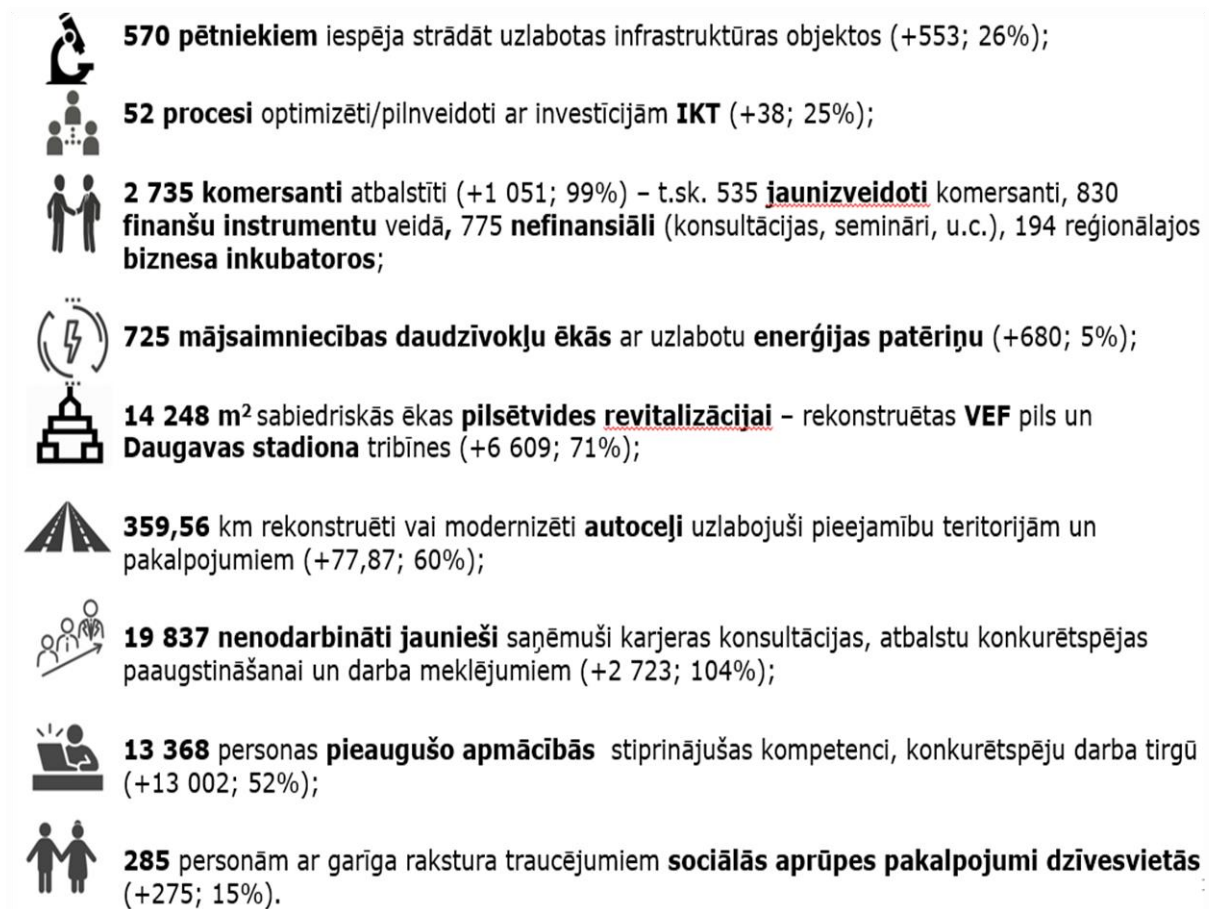 570 pētniekiem iespēja strādāt uzlabotas infrastruktūras objektos (+553; 26%);
52 procesi optimizēti/pilnveidoti ar investīcijām IKT (+38; 25%);
2 735 komersanti atbalstīti (+1 051; 99%) – t.sk. 535 jaunizveidoti komersanti, 830
finanšu instrumentu veidā, 775 nefinansiāli (konsultācijas, semināri, u.c.), 194 reģionālajos
biznesa inkubatoros;
725 mājsaimniecības daudzīvokļu ēkās ar uzlabotu enerģijas patēriņu (+680; 5%);
14 248 m² sabiedriskās ēkas pilsētvides revitalizācijai – rekonstruētas VEF pils un
Daugavas stadiona tribīnes (+6 609; 71%);
359,56 km rekonstruēti vai modernizēti autoceļi uzlabojuši pieejamību teritorijām un
pakalpojumiem (+77,87; 60%);
19 837 nenodarbināti jaunieši saņēmuši karjeras konsultācijas, atbalstu konkurētspējas
paaugstināšanai un darba meklējumiem (+2 723; 104%);
13 368 personas pieaugušo apmācībās stiprinājušas kompetenci, konkurētspēju darba tirgū
(+13 002; 52%);
285 personām ar garīga rakstura traucējumiem sociālās aprūpes pakalpojumi dzīvesvietās
(+275; 15%).